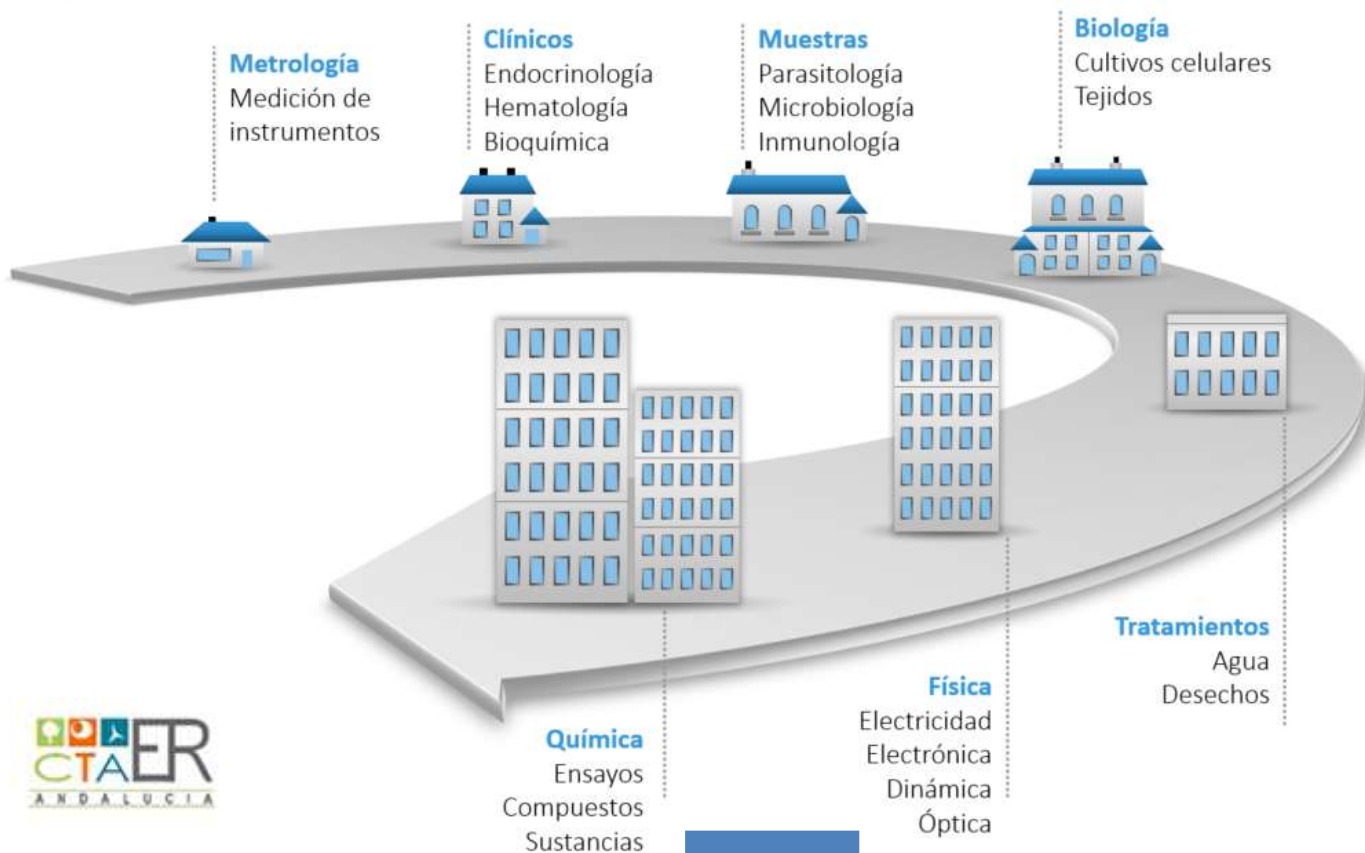 Metrología
Medición de
instrumentos
Clínicos
Endocrinología
Hematología
Bioquímica
Muestras
Parasitología
Microbiología
Inmunología
Biología
Cultivos celulares
Tejidos
Tratamientos
Agua
Desechos
Física
Electricidad
Electrónica
Dinámica
Óptica
Química
Ensayos
Compuestos
Sustancias
CTAER
ANDALUCIA